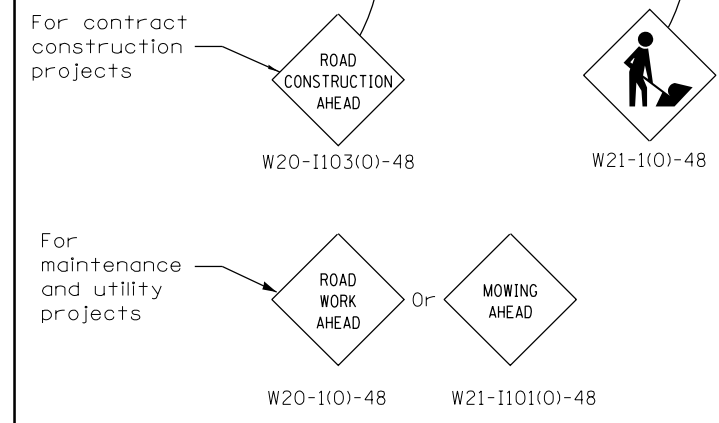 For contract
construction
projects
ROAD
CONSTRUCTION
AHEAD
W20-I103(O)-48
W21-1(O)-48
For
maintenance
and utility
projects
ROAD
WORK
AHEAD
Or
MOWING
AHEAD
W20-1(O)-48
W21-I101(O)-48